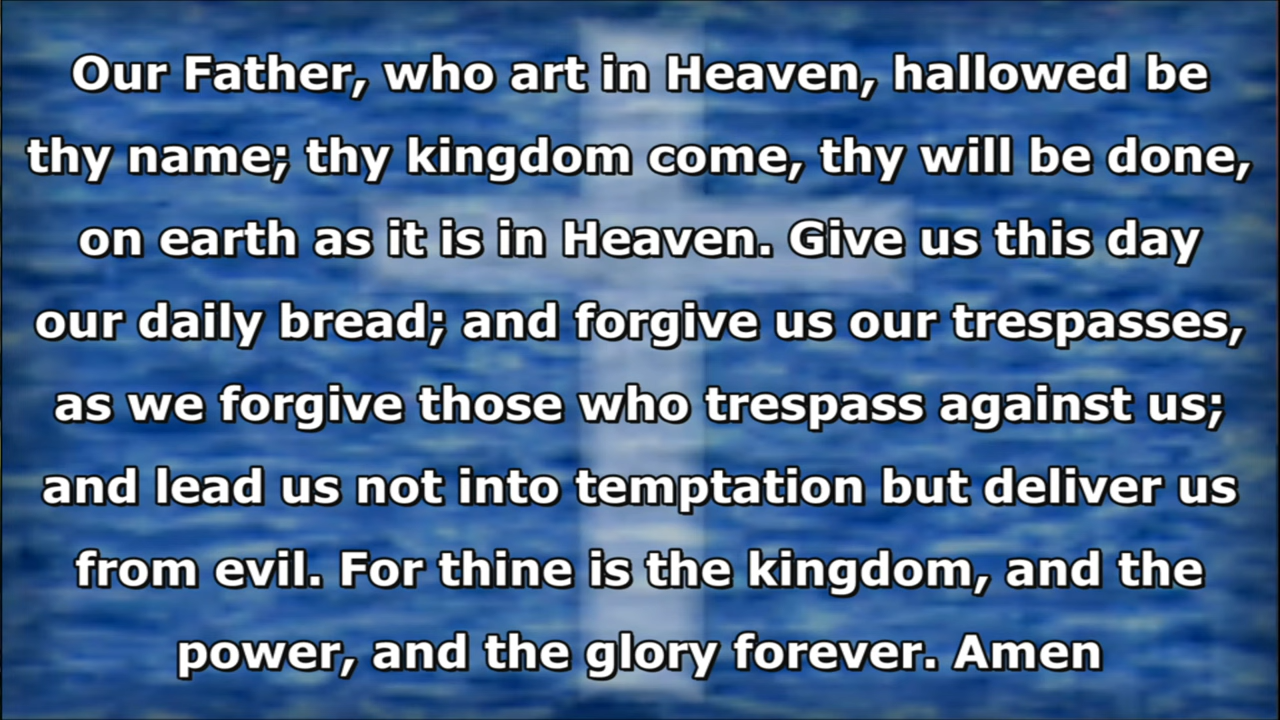 Our Father, who art in Heaven, hallowed be
thy name; thy kingdom come, thy will be done,
on earth as it is in Heaven. Give us this day
our daily bread; and forgive us our trespasses,
as we forgive those who trespass against us;
and lead us not into temptation but deliver us
from evil. For thine is the kingdom, and the
power, and the glory forever. Amen